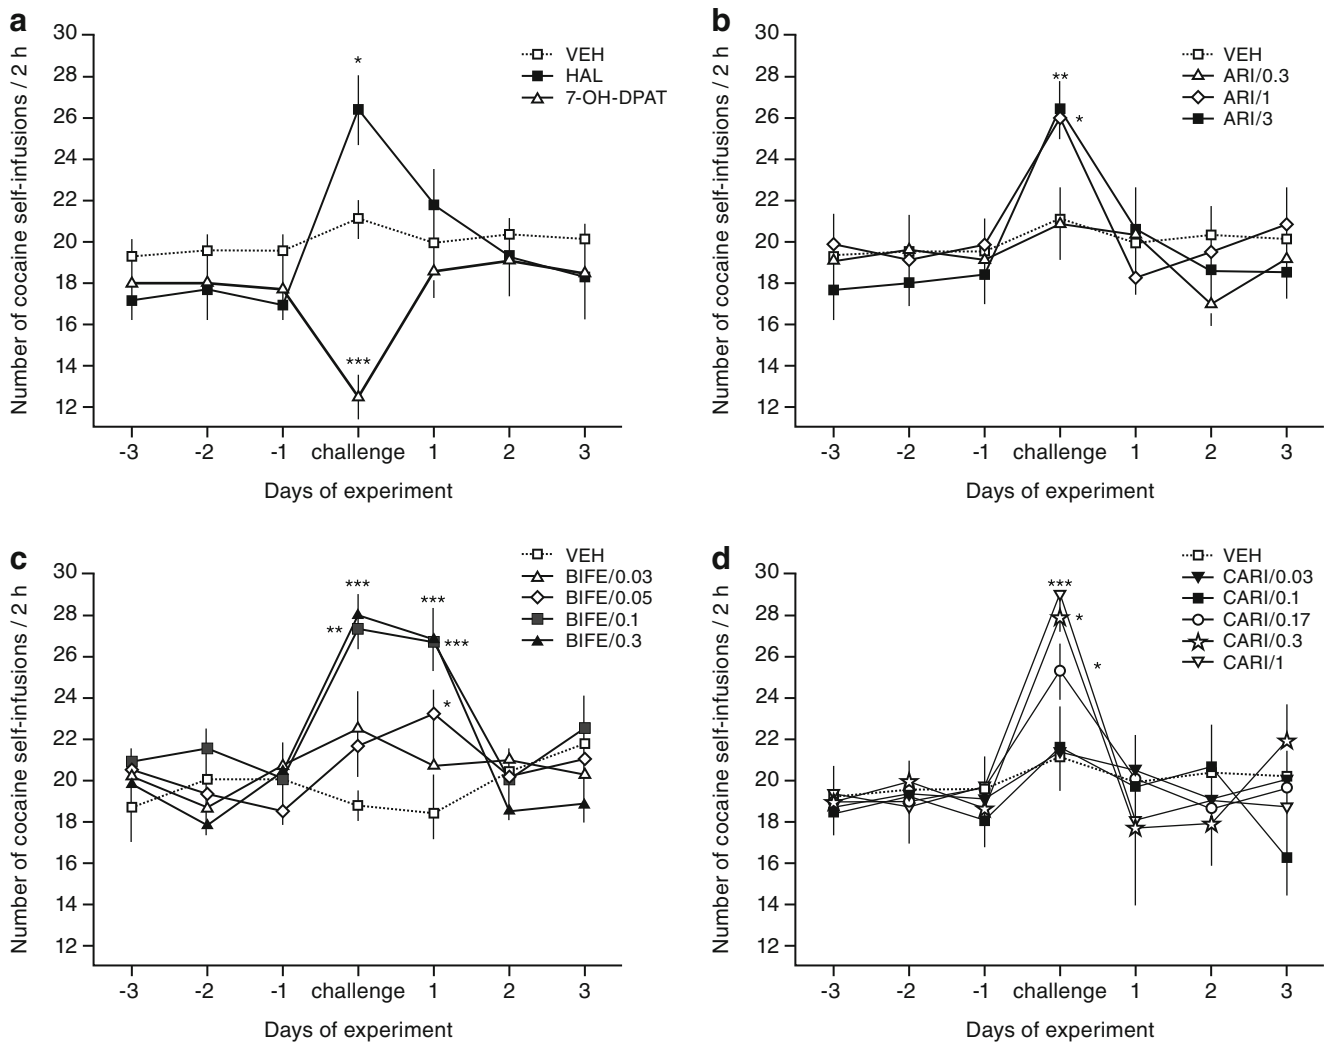 a
Number of cocaine self-infusions / 2 h
30
28
26
24
22
20
18
16
14
12
VEH
HAL
7-OH-DPAT
*
***
-3 -2 -1 challenge 1 2 3
Days of experiment
b
Number of cocaine self-infusions / 2 h
30
28
26
24
22
20
18
16
14
12
VEH
ARI/0.3
ARI/1
ARI/3
**
*
-3 -2 -1 challenge 1 2 3
Days of experiment
c
Number of cocaine self-infusions / 2 h
30
28
26
24
22
20
18
16
14
12
VEH
BIFE/0.03
BIFE/0.05
BIFE/0.1
BIFE/0.3
***
***
**
***
*
-3 -2 -1 challenge 1 2 3
Days of experiment
d
Number of cocaine self-infusions / 2 h
30
28
26
24
22
20
18
16
14
12
VEH
CARI/0.03
CARI/0.1
CARI/0.17
CARI/0.3
CARI/1
***
*
*
-3 -2 -1 challenge 1 2 3
Days of experiment